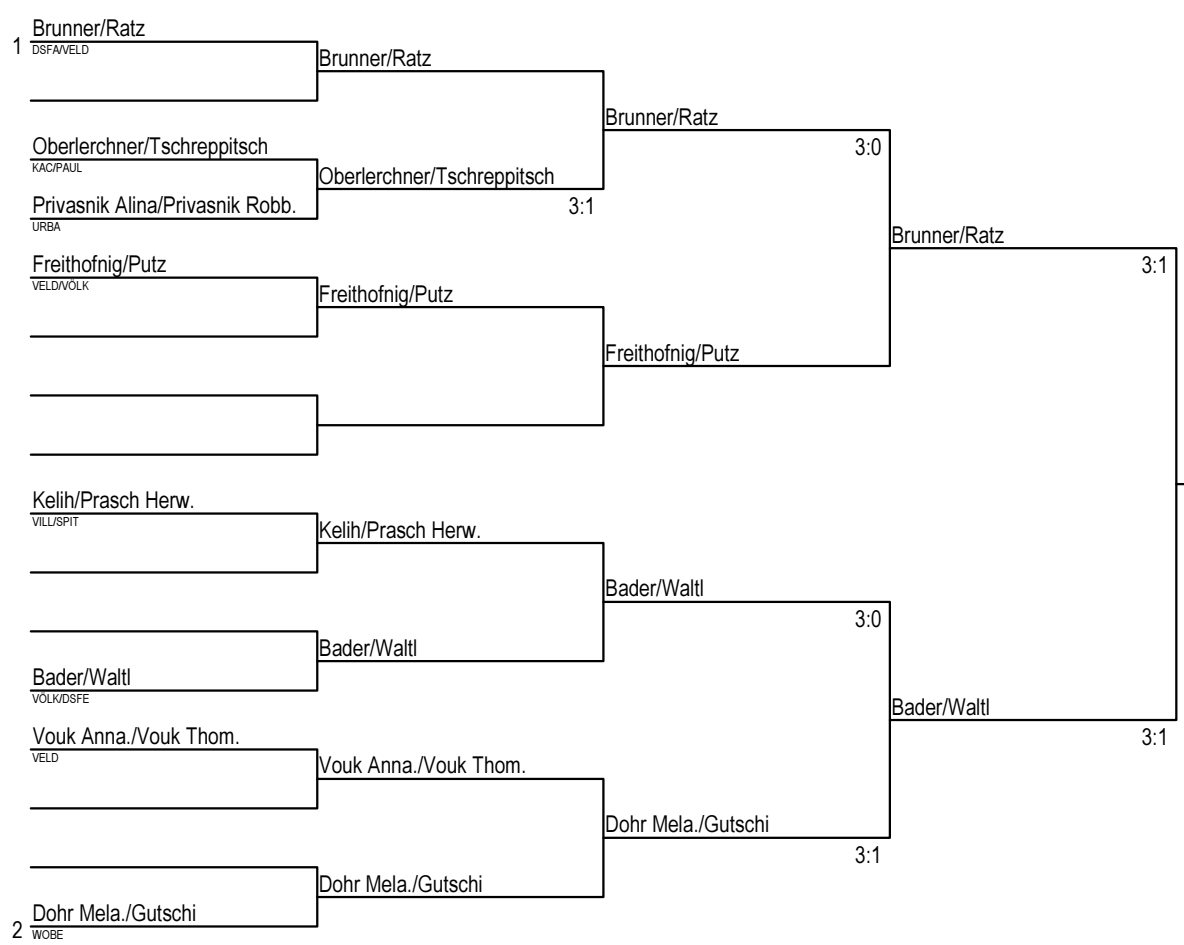 Brunner/Ratz
1
DSFA/VELD
Brunner/Ratz
Brunner/Ratz
3:0
Oberlerchner/Tschreppitsch
KAC/PAUL
Oberlerchner/Tschreppitsch
3:1
Privasnik Alina/Privasnik Robb.
URBA
Brunner/Ratz
3:1
Freithofnig/Putz
VELD/VÖLK
Freithofnig/Putz
Freithofnig/Putz
Kelih/Prasch Herw.
VILL/SPIT
Kelih/Prasch Herw.
Bader/Waltl
3:0
Bader/Waltl
Bader/Waltl
VÖLK/DSFE
Bader/Waltl
3:1
Vouk Anna./Vouk Thom.
VELD
Vouk Anna./Vouk Thom.
Dohr Mela./Gutschi
3:1
Dohr Mela./Gutschi
Dohr Mela./Gutschi
2
WOBE